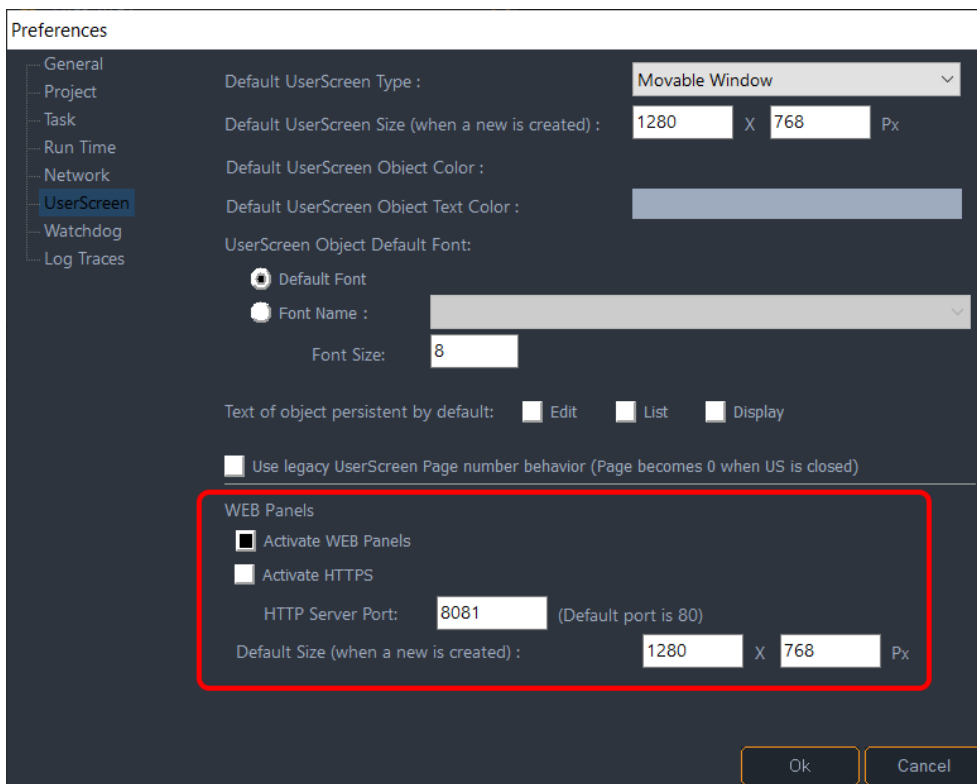 Preferences
General
Project
Task
Run Time
Network
UserScreen
Watchdog
Log Traces
Default UserScreen Type :
Movable Window
Default UserScreen Size (when a new is created) :
1280 X 768 Px
Default UserScreen Object Color :
Default UserScreen Object Text Color :
UserScreen Object Default Font:
Default Font
Font Name :
Font Size: 8
Text of object persistent by default: Edit List Display
Use legacy UserScreen Page number behavior (Page becomes 0 when US is closed)
WEB Panels
Activate WEB Panels
Activate HTTPS
HTTP Server Port: 8081 (Default port is 80)
Default Size (when a new is created) : 1280 X 768 Px
Ok Cancel